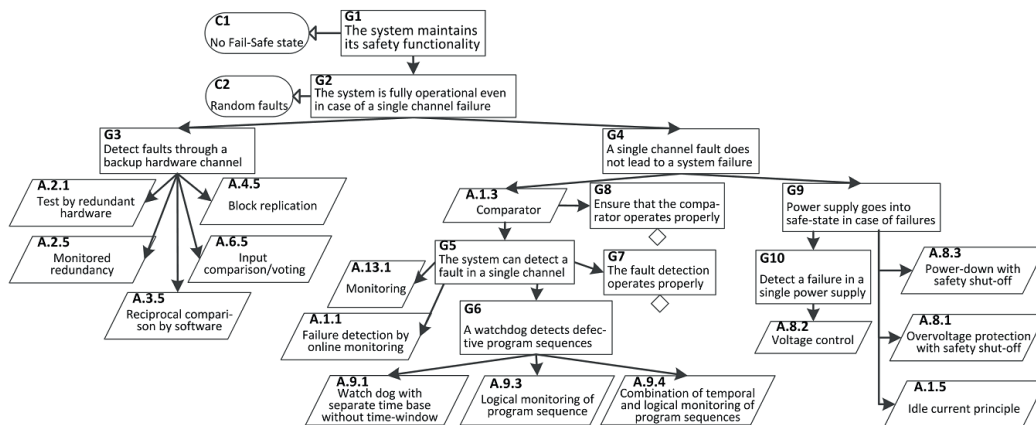 C1
No Fail-Safe state
G1
The system maintains
its safety functionality
C2
Random faults
G2
The system is fully operational even
in case of a single channel failure
G3
Detect faults through a
backup hardware channel
G4
A single channel fault does
not lead to a system failure
A.2.1
Test by redundant
hardware
A.4.5
Block replication
A.2.5
Monitored
redundancy
A.6.5
Input
comparison/voting
A.3.5
Reciprocal compari-
son by software
A.1.3
Comparator
G8
Ensure that the compa-
rator operates properly
G9
Power supply goes into
safe-state in case of failures
G5
The system can detect a
fault in a single channel
G7
The fault detection
operates properly
A.13.1
Monitoring
A.1.1
Failure detection by
online monitoring
G6
A watchdog detects defec-
tive program sequences
G10
Detect a failure in a
single power supply
A.8.3
Power-down with
safety shut-off
A.8.2
Voltage control
A.8.1
Overvoltage protection
with safety shut-off
A.9.1
Watch dog with
separate time base
without time-window
A.9.3
Logical monitoring of
program sequence
A.9.4
Combination of temporal
and logical monitoring of
program sequences
A.1.5
Idle current principle